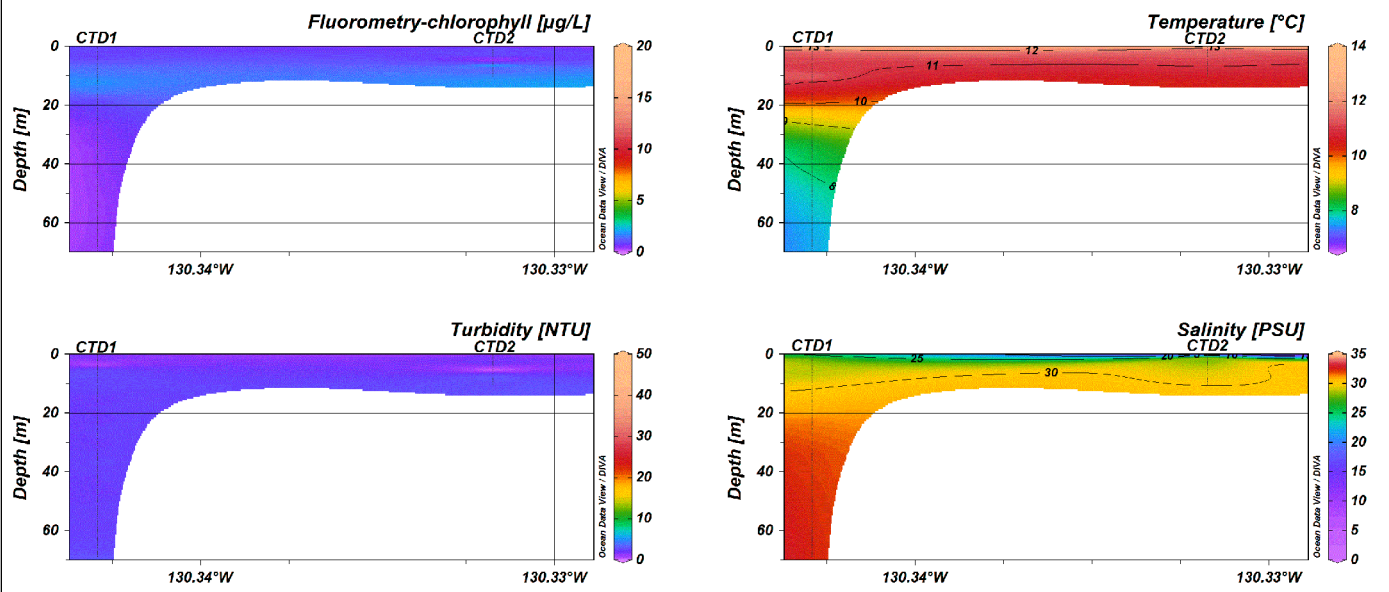 Fluorometry-chlorophyll [µg/L]
CTD1
CTD2
0
20
40
60
Depth [m]
130.34°W
130.33°W
20
15
10
5
0
Ocean Data View / DIVA
Temperature [°C]
CTD1
CTD2
13
12
13
11
10
9
8
0
20
40
60
Depth [m]
130.34°W
130.33°W
14
12
10
8
Ocean Data View / DIVA
Turbidity [NTU]
CTD1
CTD2
0
20
40
60
Depth [m]
130.34°W
130.33°W
50
40
30
20
10
0
Ocean Data View / DIVA
Salinity [PSU]
CTD1
CTD2
25
20
30
0
20
40
60
Depth [m]
130.34°W
130.33°W
35
30
25
20
15
10
5
0
Ocean Data View / DIVA